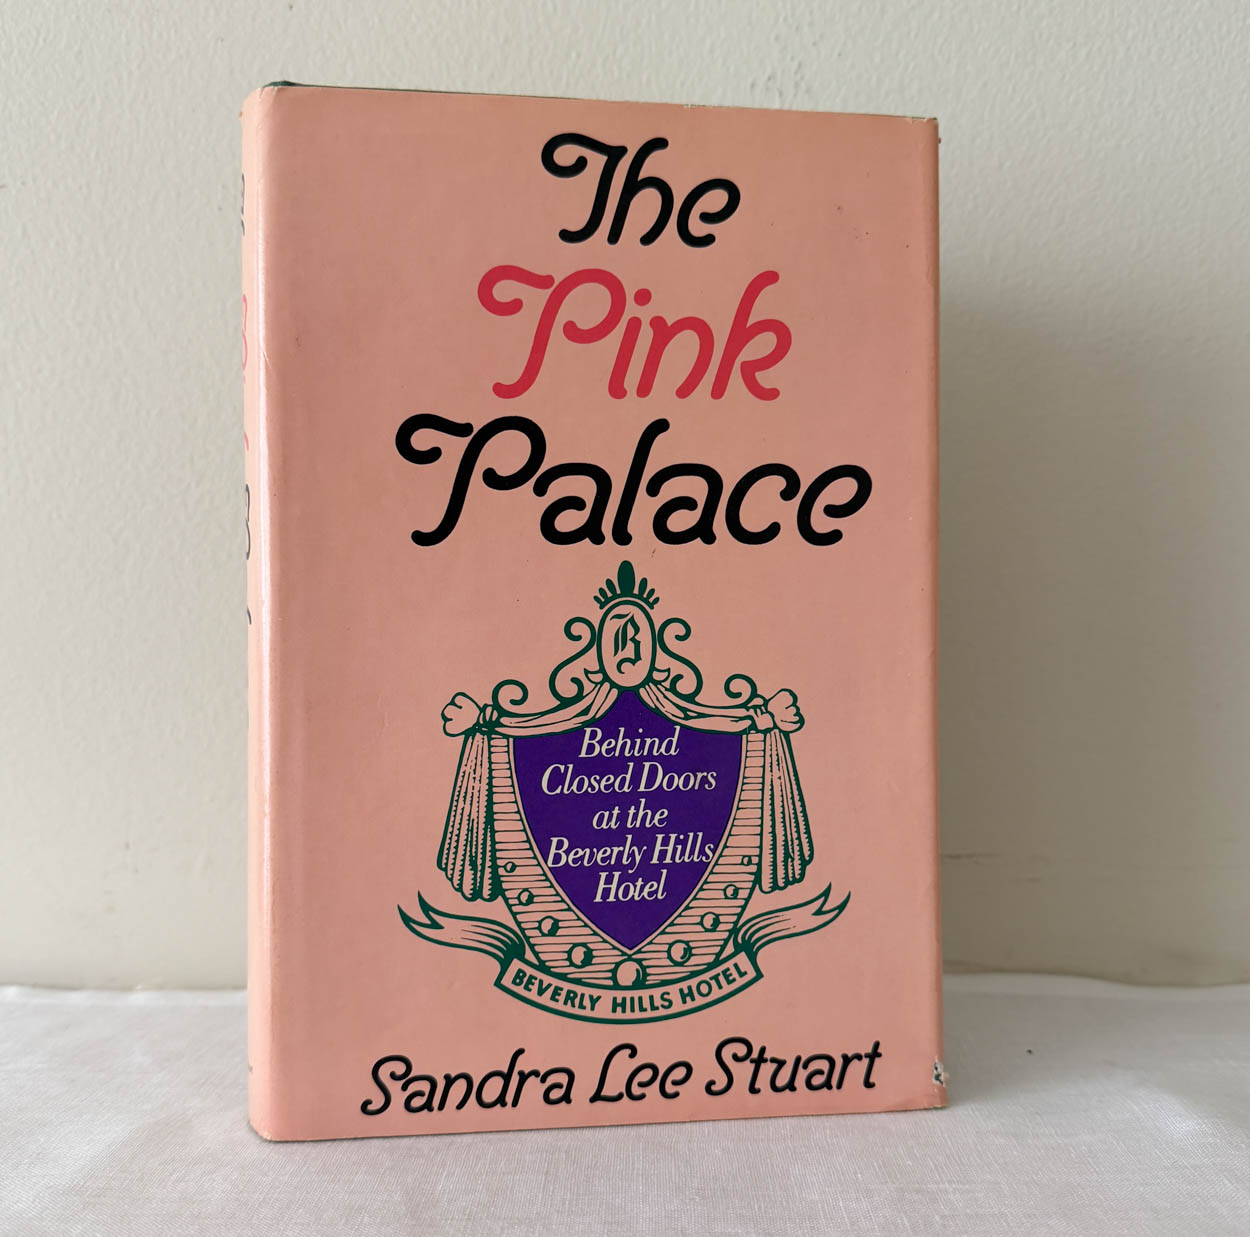 The
Pink
Palace
B
Behind
Closed Doors
at the
Beverly Hills
Hotel
BEVERLY HILLS HOTEL
Sandra Lee Stuart